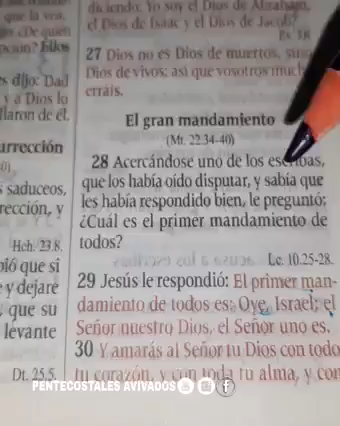 diciendo: Yo soy el Dios de Abraham,
el Dios de Isaac y el Dios de Jacob?
27 Dios no es Dios de muertos, sino
Dios de vivos; así que vosotros much
erráis.
El gran mandamiento
(Mt. 22.34-40)
28 Acercándose uno de los escribas,
que los había oído disputar, y sabía que
les había respondido bien, le preguntó:
¿Cuál es el primer mandamiento de
todos?
Lc. 10.25-28.
29 Jesús le respondió: El primer man-
damiento de todos es: Oye, Israel; el
Señor nuestro Dios, el Señor uno es.
30 Y amarás al Señor tu Dios con todo
tu corazón, y con toda tu alma, y con
que la vea,
Ellos
s dijo: Dad
y a Dios lo
llaron de él.
urrección
saduceos,
rección, y
Hch. 23.8.
ió que si
e y dejare
que su
levante
Dt. 25.5.
PENTECOSTALES AVIVADOS